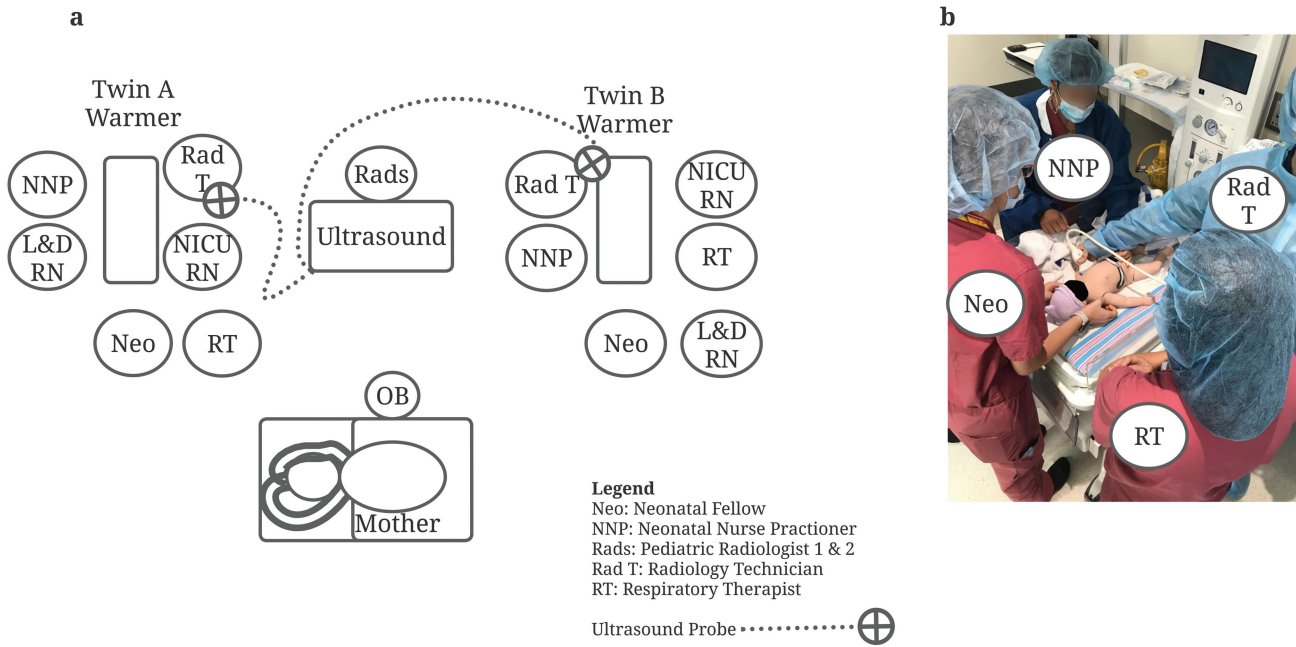 a
Twin A
Warmer
NNP
Rad
T
L&D
RN
NICU
RN
Neo
RT
Rads
Ultrasound
Twin B
Warmer
Rad T
NICU
RN
NNP
RT
Neo
L&D
RN
OB
Mother
Legend
Neo: Neonatal Fellow
NNP: Neonatal Nurse Practioner
Rads: Pediatric Radiologist 1 & 2
Rad T: Radiology Technician
RT: Respiratory Therapist
Ultrasound Probe
b
NNP
Rad
T
Neo
RT